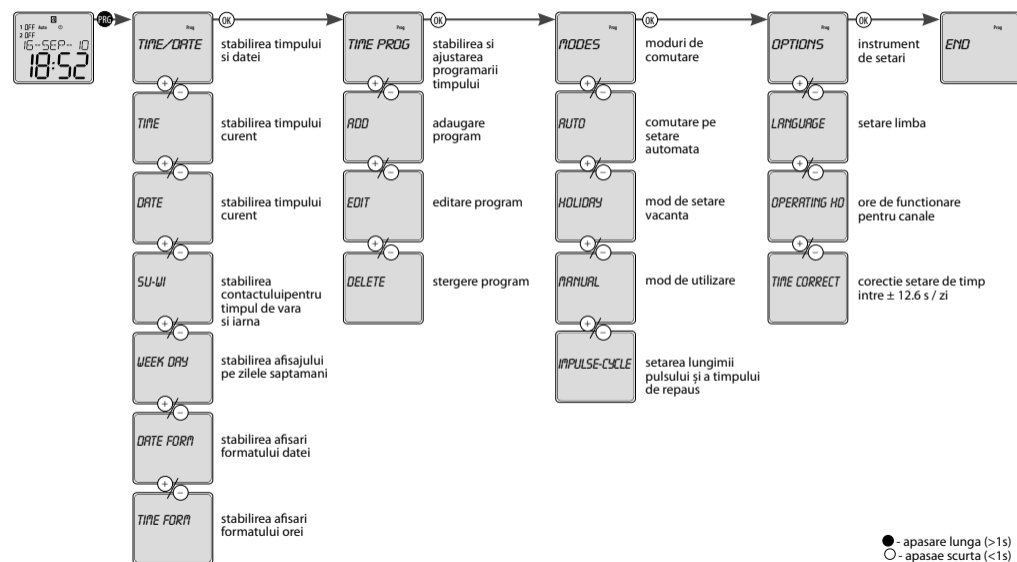 1 OFF Auto
2 OFF
16-SEP-10
18:52
PRG
Prog
TIME/DATE
stabilirea timpului
si datei
OK
Prog
TIME PROG
stabilirea si
ajustarea
programarii
timpului
OK
Prog
MODES
moduri de
comutare
OK
Prog
OPTIONS
instrument
de setari
OK
Prog
END
+ / -
TIME
stabilirea timpului
curent
+ / -
ADD
adaugare
program
+ / -
AUTO
comutare pe
setare
automata
+ / -
LANGUAGE
setare limba
+ / -
DATE
stabilirea timpului
curent
+ / -
EDIT
editare program
+ / -
HOLIDAY
mod de setare
vacanta
+ / -
OPERATING HO
ore de functionare
pentru canale
+ / -
SU-WI
stabilirea
contactuluipentru
timpul de vara
si iarna
+ / -
DELETE
stergere program
+ / -
MANUAL
mod de utilizare
+ / -
TIME CORRECT
corectie setare de timp
intre ± 12.6 s / zi
+ / -
WEEK DAY
stabilirea afisajului
pe zilele saptamani
+ / -
IMPULSE-CYCLE
setarea lungimii
pulsului și a timpului
de repaus
+ / -
DATE FORM
stabilirea afisari
formatului datei
+ / -
TIME FORM
stabilirea afisari
formatului orei
- apasare lunga (>1s)
- apasae scurta (<1s)